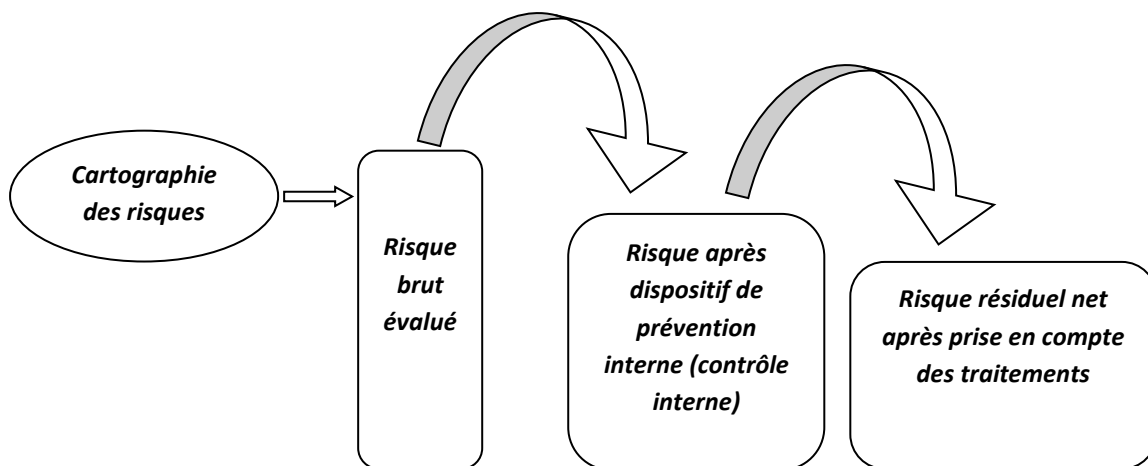 Cartographie
des risques
Risque
brut
évalué
Risque après
dispositif de
prévention
interne (contrôle
interne)
Risque résiduel net
après prise en compte
des traitements